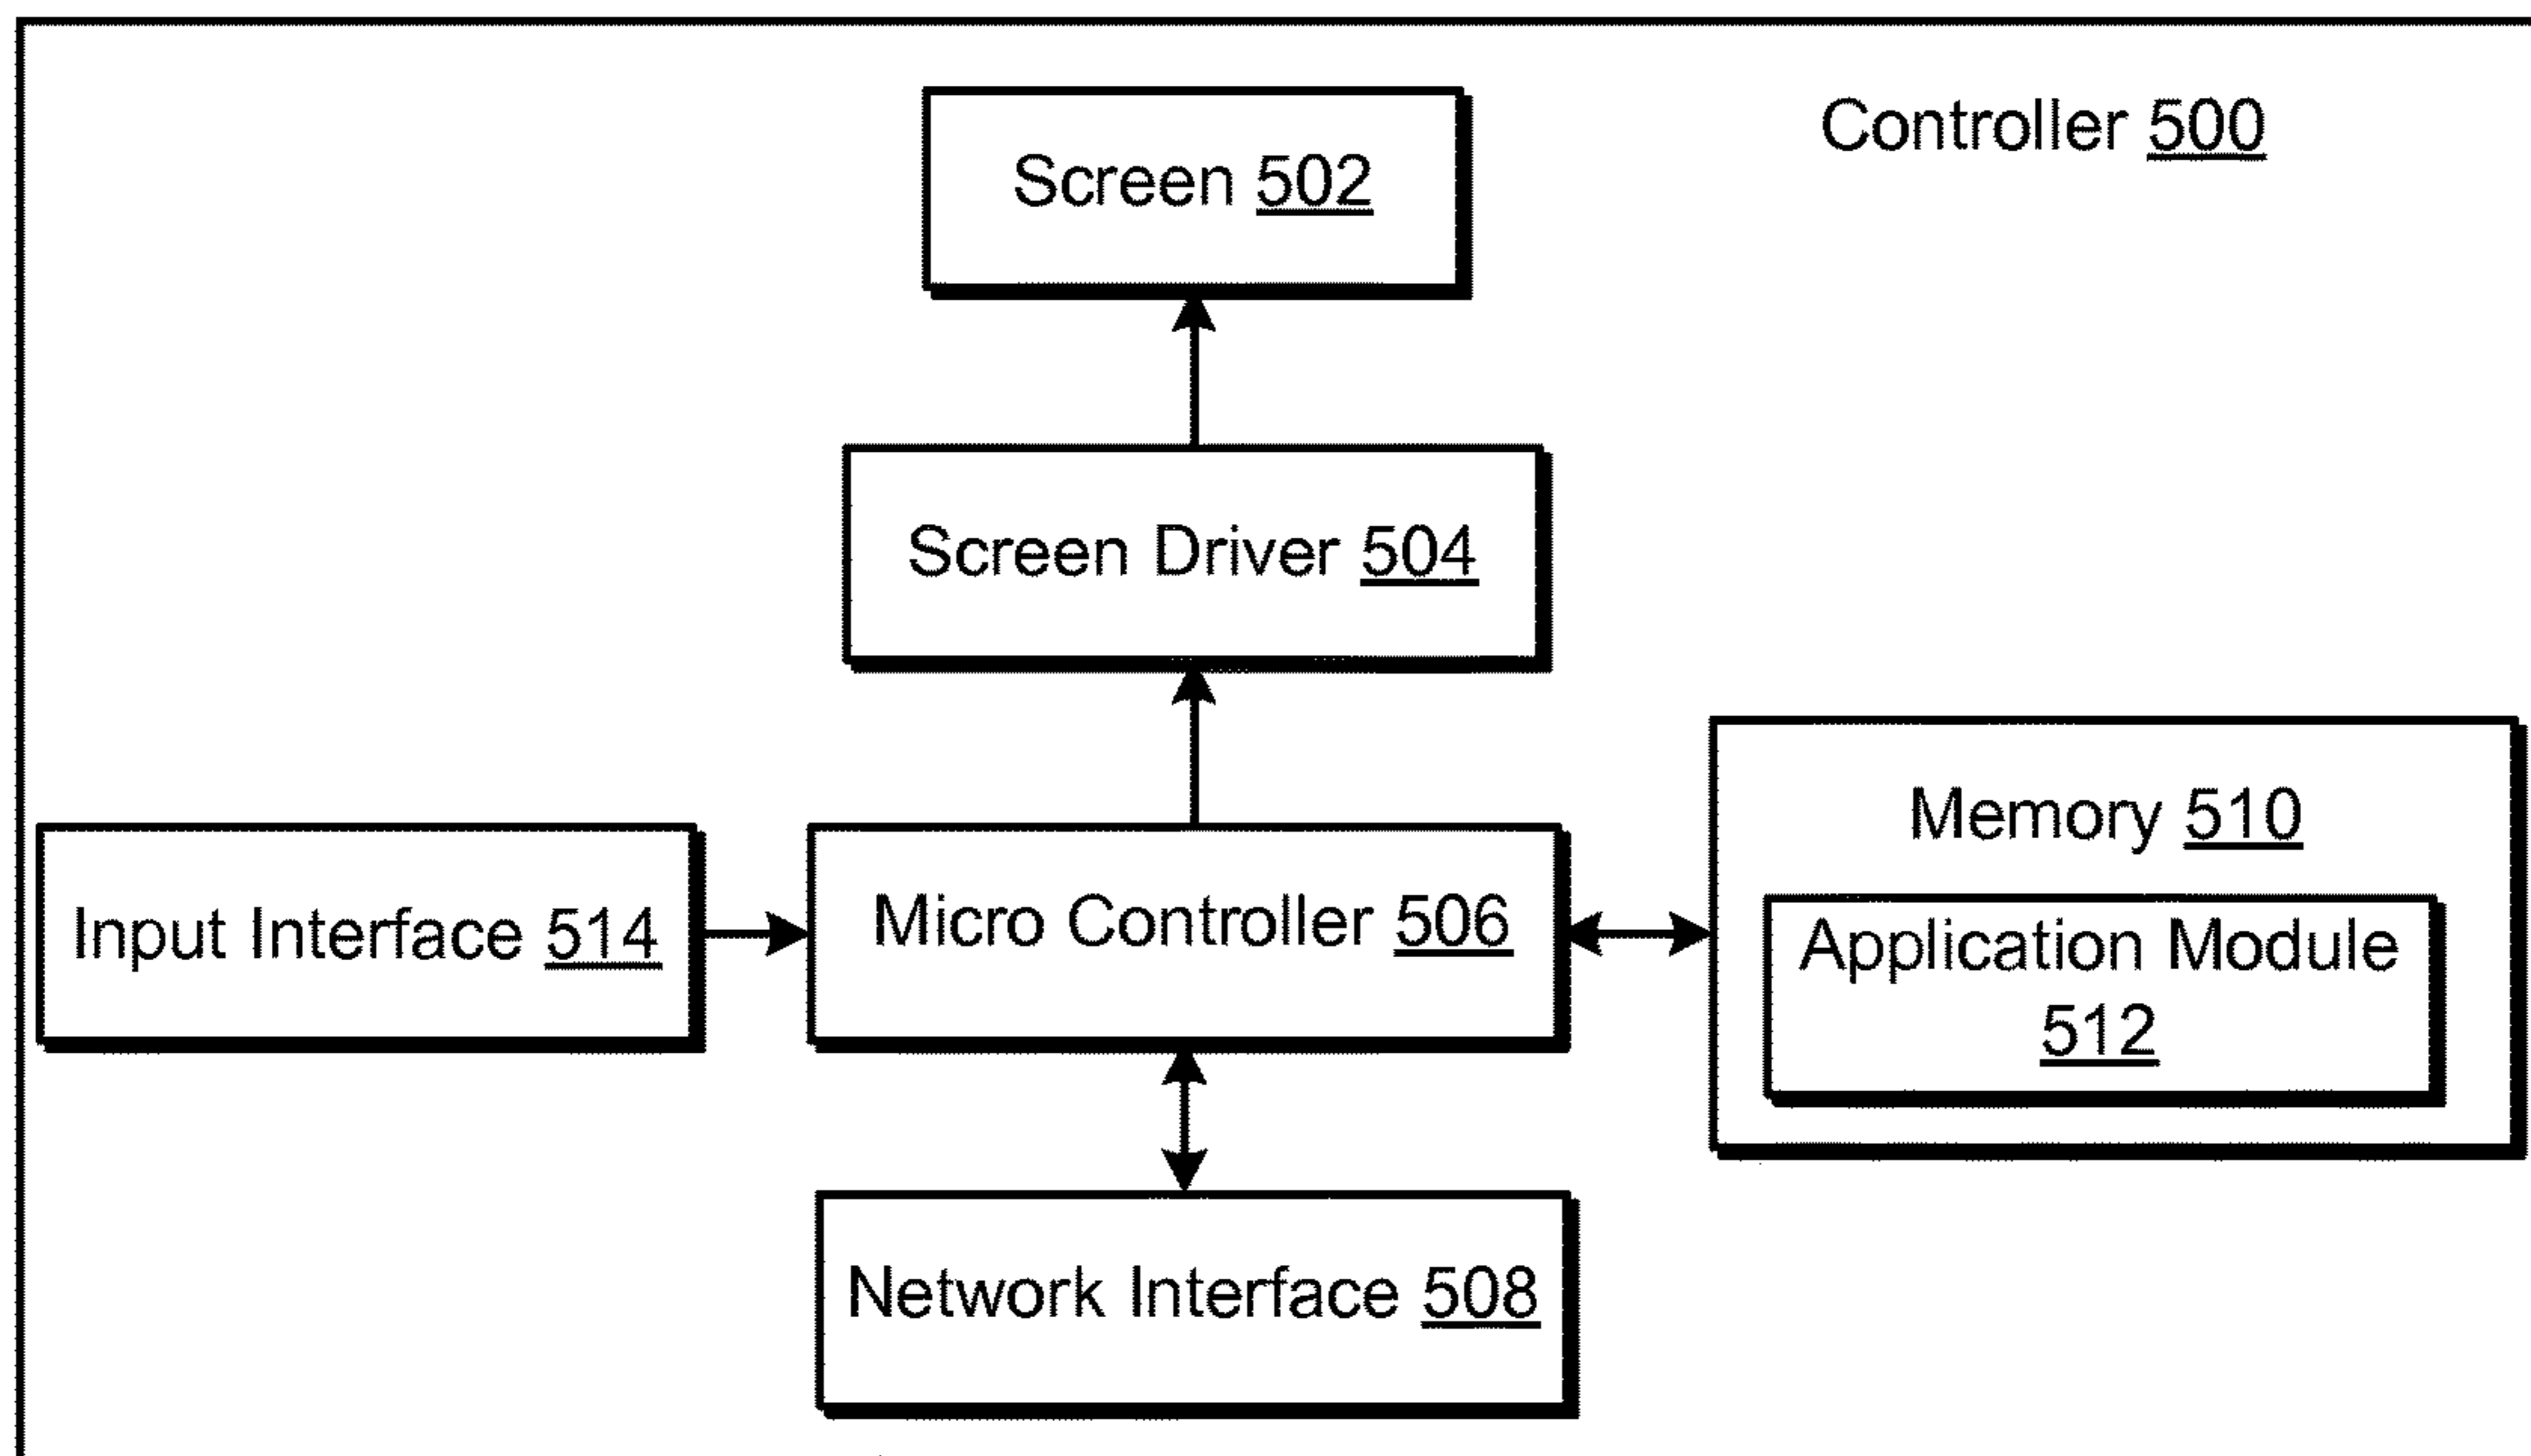 Controller 500
Screen 502
Screen Driver 504
Memory 510
Input Interface 514
Micro Controller 506
Application Module
512
Network Interface 508